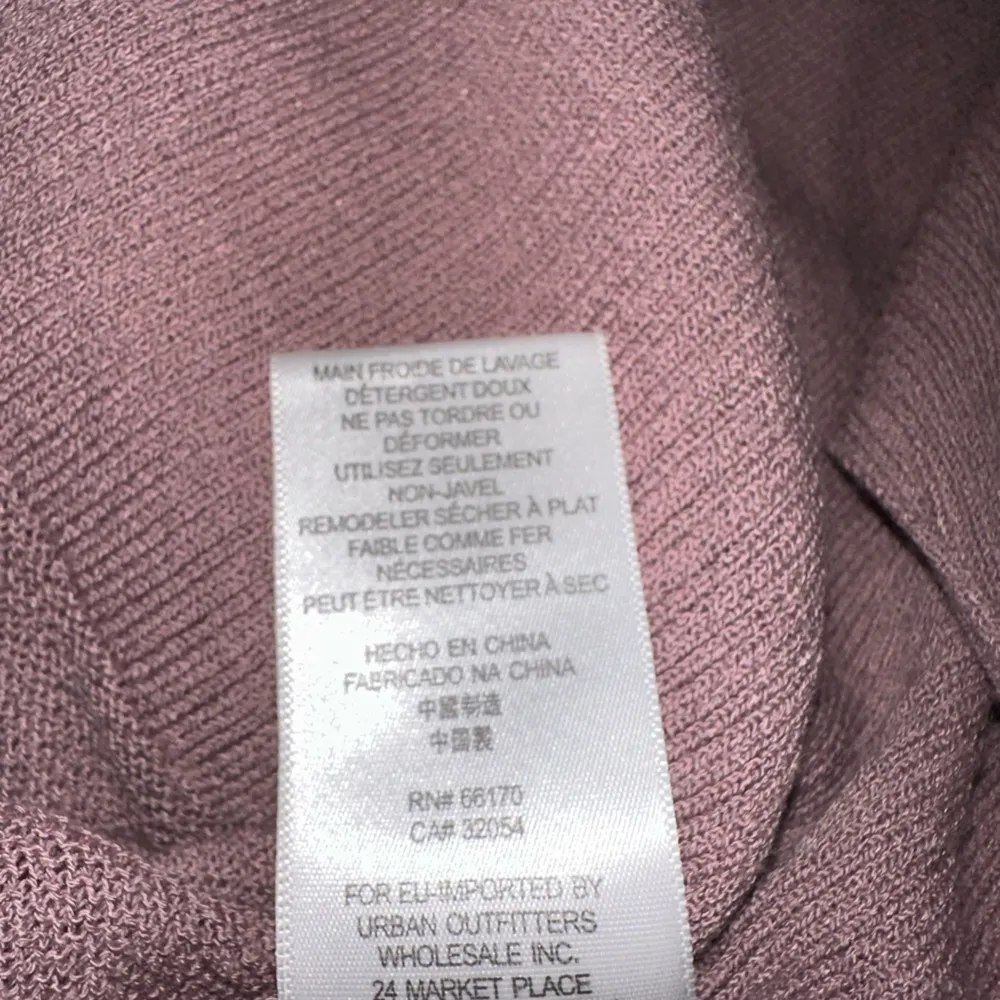 MAIN FROIDE DE LAVAGE
DÉTERGENT DOUX
NE PAS TORDRE OU
DÉFORMER
UTILISEZ SEULEMENT
NON-JAVEL
REMODELER SÉCHER À PLAT
FAIBLE COMME FER
NÉCESSAIRES
PEUT ÊTRE NETTOYER À SEC
HECHO EN CHINA
FABRICADO NA CHINA
中國制造
中国製
RN# 66170
CA# 32054
FOR EU-IMPORTED BY
URBAN OUTFITTERS
WHOLESALE INC.
24 MARKET PLACE